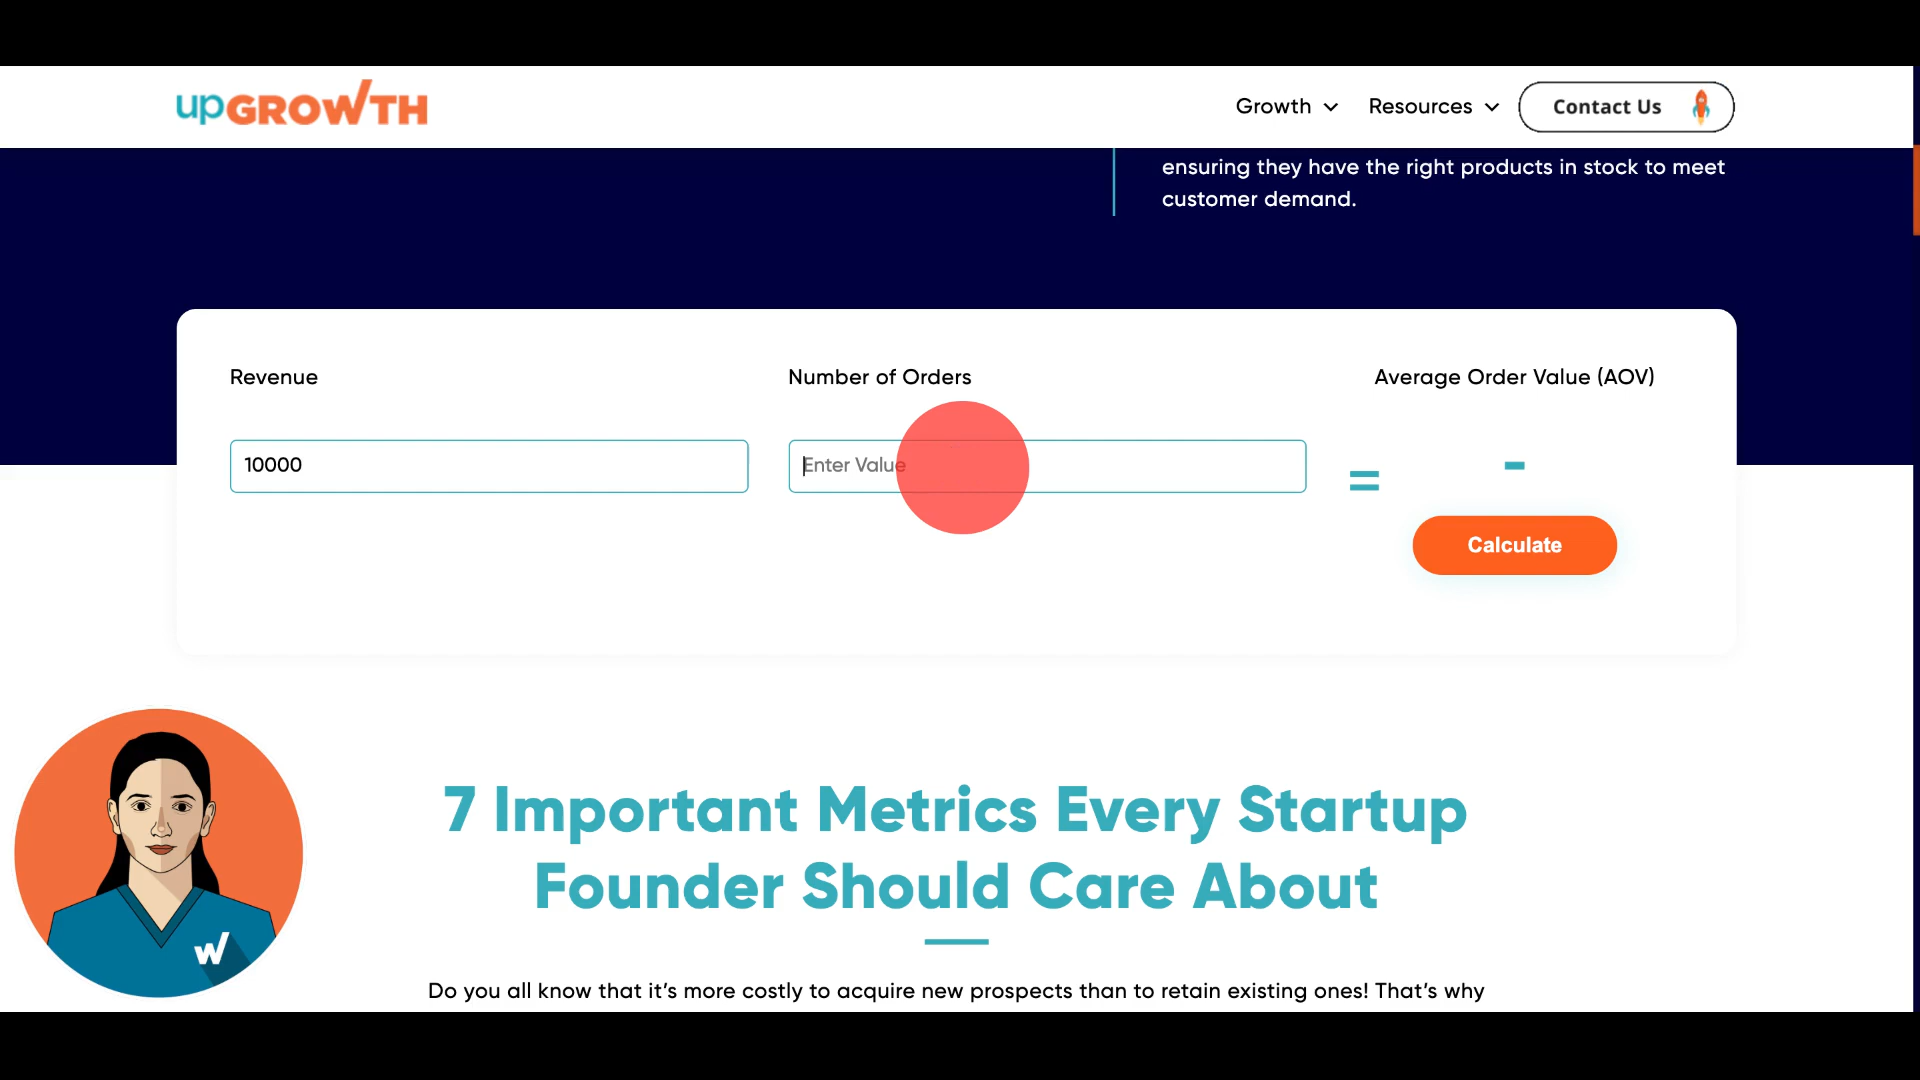 upGROWTH
Growth
Resources
Contact Us
ensuring they have the right products in stock to meet
customer demand.
Revenue
Number of Orders
Average Order Value (AOV)
10000
Enter Value
=
-
Calculate
7 Important Metrics Every Startup
Founder Should Care About
Do you all know that it's more costly to acquire new prospects than to retain existing ones! That's why